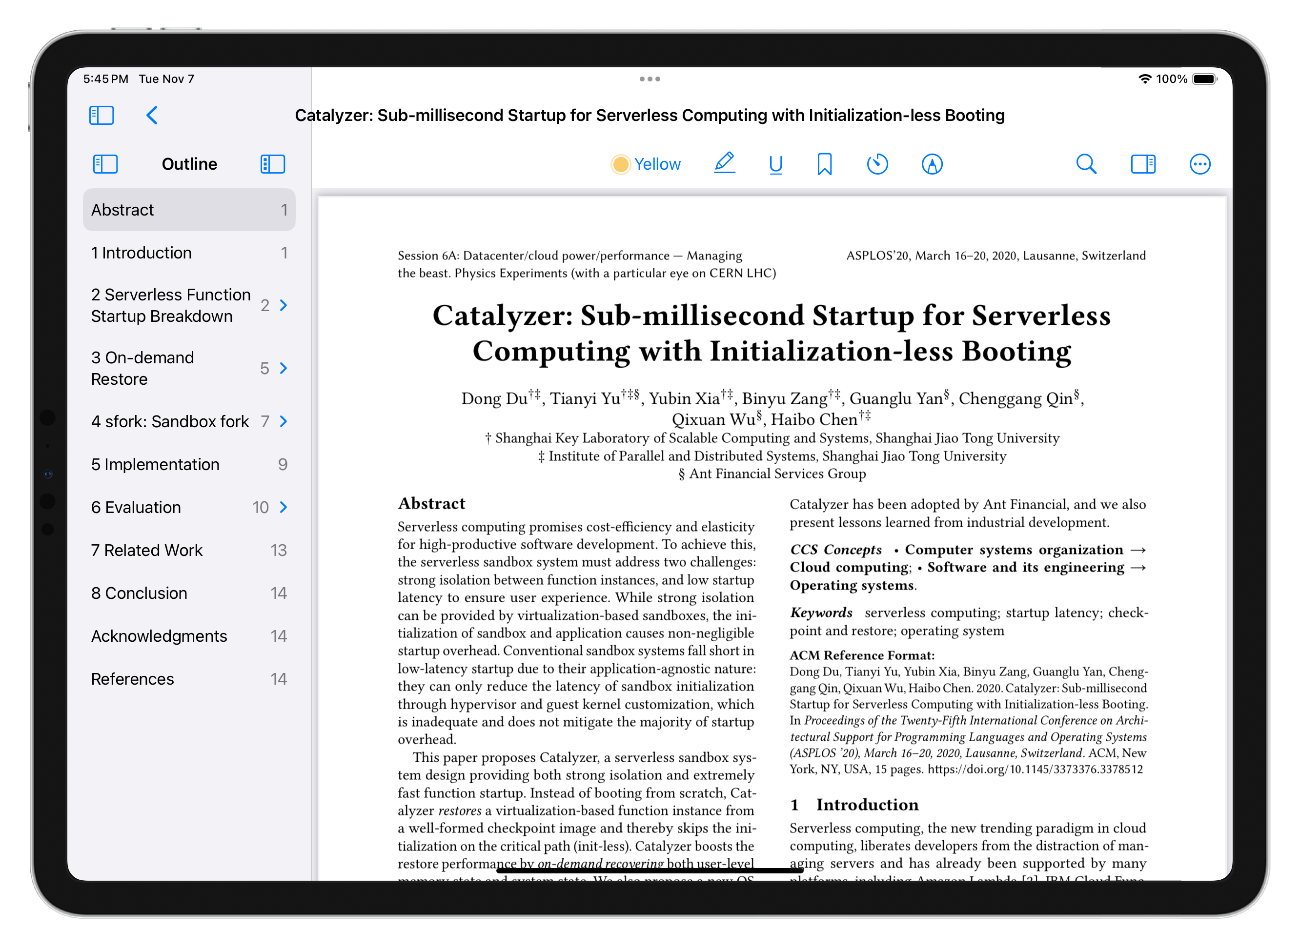 5:45 PM Tue Nov 7
100%
Catalyzer: Sub-millisecond Startup for Serverless Computing with Initialization-less Booting
Outline
Yellow
Abstract 1
1 Introduction 1
2 Serverless Function
Startup Breakdown 2
3 On-demand
Restore 5
4 sfork: Sandbox fork 7
5 Implementation 9
6 Evaluation 10
7 Related Work 13
8 Conclusion 14
Acknowledgments 14
References 14
Session 6A: Datacenter/cloud power/performance — Managing
the beast. Physics Experiments (with a particular eye on CERN LHC)
ASPLOS'20, March 16–20, 2020, Lausanne, Switzerland
Catalyzer: Sub-millisecond Startup for Serverless
Computing with Initialization-less Booting
Dong Du†‡, Tianyi Yu†‡§, Yubin Xia†‡, Binyu Zang†‡, Guanglu Yan§, Chenggang Qin§,
Qixuan Wu§, Haibo Chen†‡
† Shanghai Key Laboratory of Scalable Computing and Systems, Shanghai Jiao Tong University
‡ Institute of Parallel and Distributed Systems, Shanghai Jiao Tong University
§ Ant Financial Services Group
Abstract
Serverless computing promises cost-efficiency and elasticity
for high-productive software development. To achieve this,
the serverless sandbox system must address two challenges:
strong isolation between function instances, and low startup
latency to ensure user experience. While strong isolation
can be provided by virtualization-based sandboxes, the ini-
tialization of sandbox and application causes non-negligible
startup overhead. Conventional sandbox systems fall short in
low-latency startup due to their application-agnostic nature:
they can only reduce the latency of sandbox initialization
through hypervisor and guest kernel customization, which
is inadequate and does not mitigate the majority of startup
overhead.
This paper proposes Catalyzer, a serverless sandbox sys-
tem design providing both strong isolation and extremely
fast function startup. Instead of booting from scratch, Cat-
alyzer restores a virtualization-based function instance from
a well-formed checkpoint image and thereby skips the ini-
tialization on the critical path (init-less). Catalyzer boosts the
restore performance by on-demand recovering both user-level
memory state and system state. We also propose a new OS
Catalyzer has been adopted by Ant Financial, and we also
present lessons learned from industrial development.
CCS Concepts • Computer systems organization →
Cloud computing; • Software and its engineering →
Operating systems.
Keywords serverless computing; startup latency; check-
point and restore; operating system
ACM Reference Format:
Dong Du, Tianyi Yu, Yubin Xia, Binyu Zang, Guanglu Yan, Cheng-
gang Qin, Qixuan Wu, Haibo Chen. 2020. Catalyzer: Sub-millisecond
Startup for Serverless Computing with Initialization-less Booting.
In Proceedings of the Twenty-Fifth International Conference on Archi-
tectural Support for Programming Languages and Operating Systems
(ASPLOS '20), March 16–20, 2020, Lausanne, Switzerland. ACM, New
York, NY, USA, 15 pages. https://doi.org/10.1145/3373376.3378512
1 Introduction
Serverless computing, the new trending paradigm in cloud
computing, liberates developers from the distraction of man-
aging servers and has already been supported by many
platforms, including Amazon Lambda [2], IBM Cloud Func-